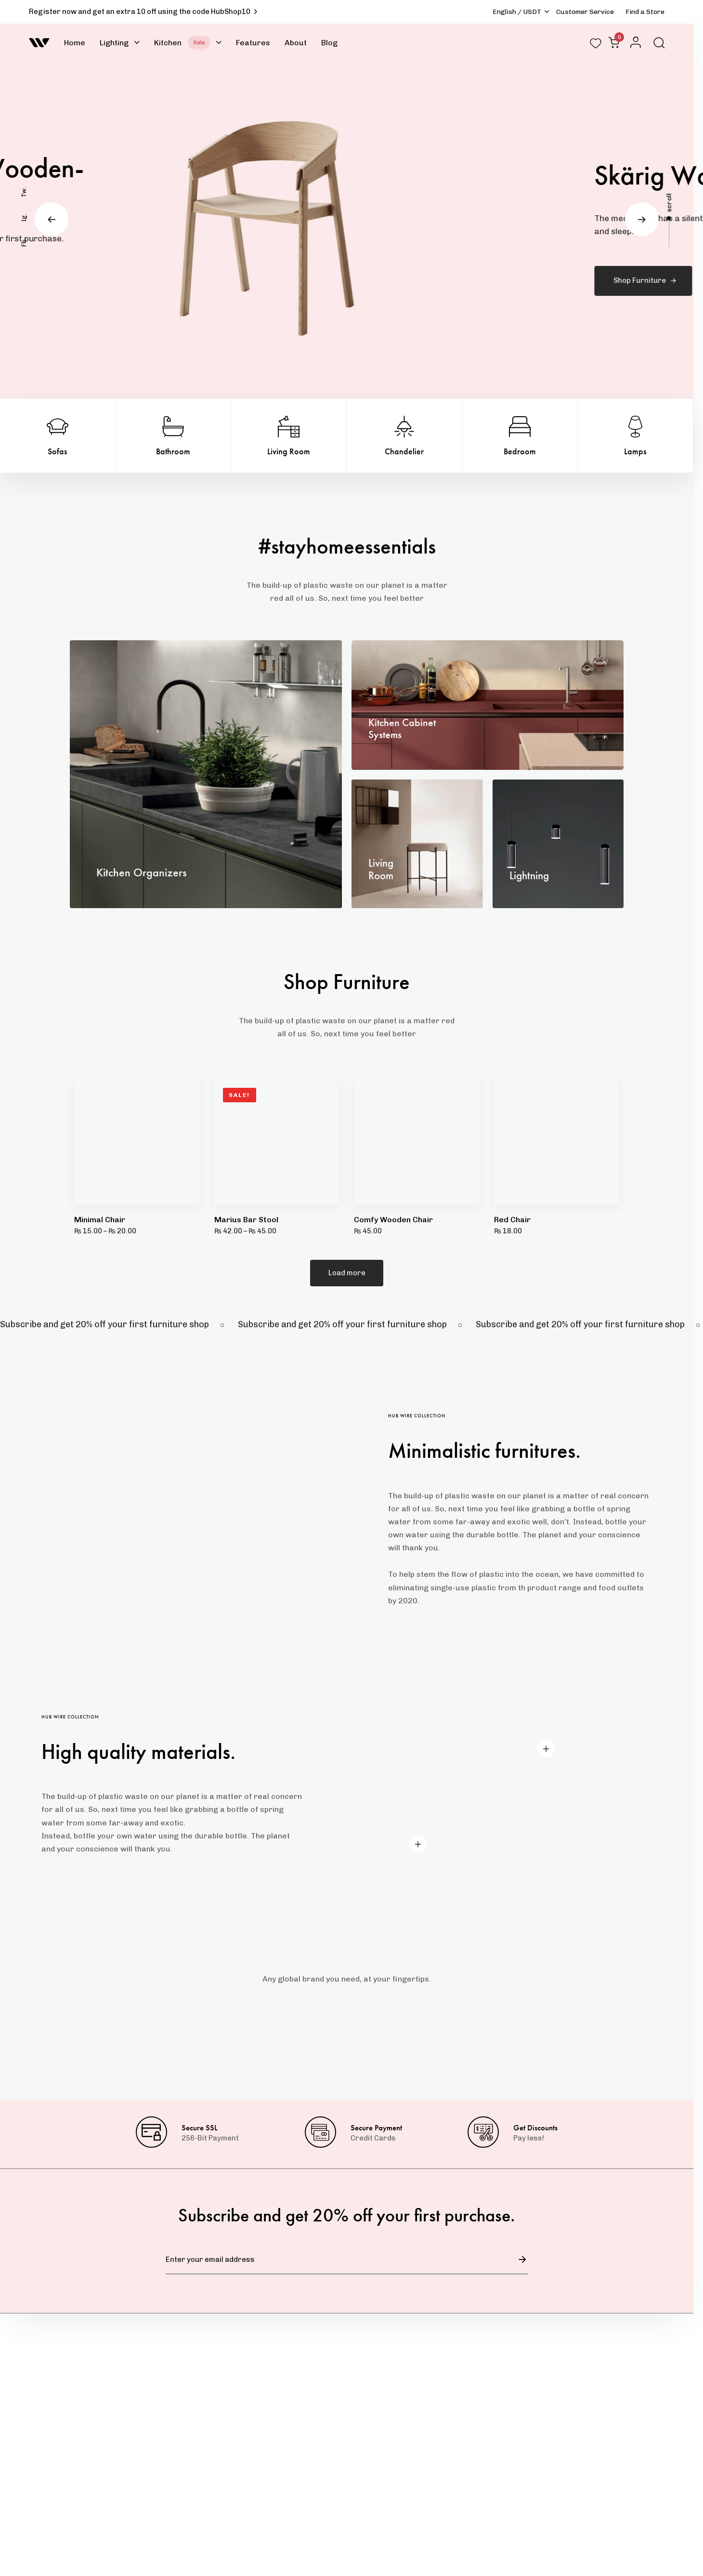 Register now and get an extra 10 off using the code HubShop10
English / USDT
Customer Service
Find a Store
Home
Lighting
Kitchen
Sale
Features
About
Blog
0
Wooden-
Skärig Wo
Tw.
Id.
Fb.
scroll
r first purchase.
The me
has a silent
and sleep
Shop Furniture
Sofas
Bathroom
Living Room
Chandelier
Bedroom
Lamps
#stayhomeessentials
The build-up of plastic waste on our planet is a matter
red all of us. So, next time you feel better
Kitchen Organizers
Kitchen Cabinet
Systems
Living
Room
Lightning
Shop Furniture
The build-up of plastic waste on our planet is a matter red
all of us. So, next time you feel better
SALE!
Minimal Chair
₨ 15.00 – ₨ 20.00
Marius Bar Stool
₨ 42.00 – ₨ 45.00
Comfy Wooden Chair
₨ 45.00
Red Chair
₨ 18.00
Load more
Subscribe and get 20% off your first furniture shop
Subscribe and get 20% off your first furniture shop
Subscribe and get 20% off your first furniture shop
HUB WIRE COLLECTION
Minimalistic furnitures.
The build-up of plastic waste on our planet is a matter of real concern
for all of us. So, next time you feel like grabbing a bottle of spring
water from some far-away and exotic well, don't. Instead, bottle your
own water using the durable bottle. The planet and your conscience
will thank you.
To help stem the flow of plastic into the ocean, we have committed to
eliminating single-use plastic from th product range and food outlets
by 2020.
HUB WIRE COLLECTION
High quality materials.
The build-up of plastic waste on our planet is a matter of real concern
for all of us. So, next time you feel like grabbing a bottle of spring
water from some far-away and exotic.
Instead, bottle your own water using the durable bottle. The planet
and your conscience will thank you.
Any global brand you need, at your fingertips.
Secure SSL
256-Bit Payment
Secure Payment
Credit Cards
Get Discounts
Pay less!
Subscribe and get 20% off your first purchase.
Enter your email address